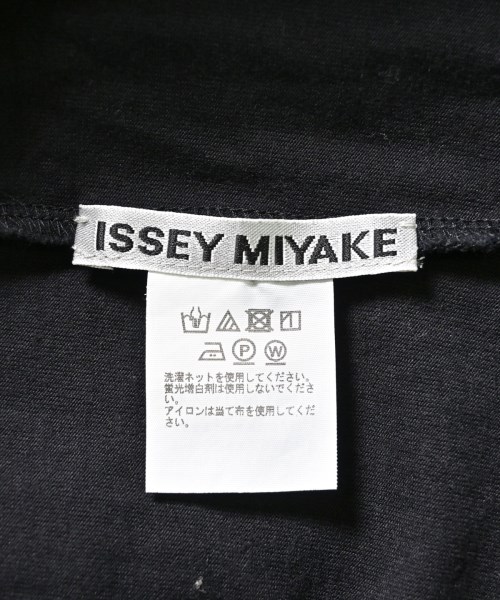 ISSEY MIYAKE
P W
洗濯ネットを使用してください。
蛍光増白剤は使用しないでくださ
い。
アイロンは当て布を使用してくだ
さい。